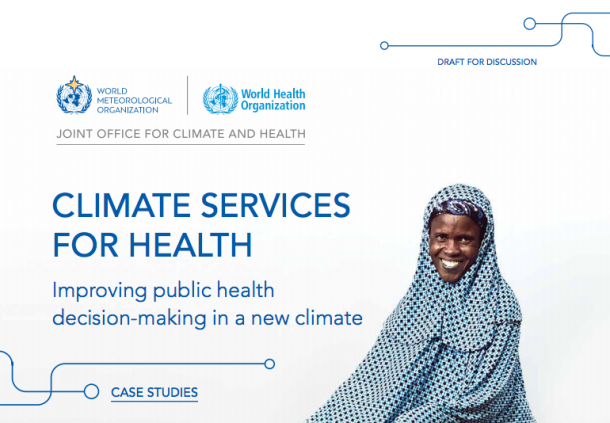 DRAFT FOR DISCUSSION
WORLD
METEOROLOGICAL
ORGANIZATION
World Health
Organization
JOINT OFFICE FOR CLIMATE AND HEALTH
CLIMATE SERVICES
FOR HEALTH
Improving public health
decision-making in a new climate
CASE STUDIES